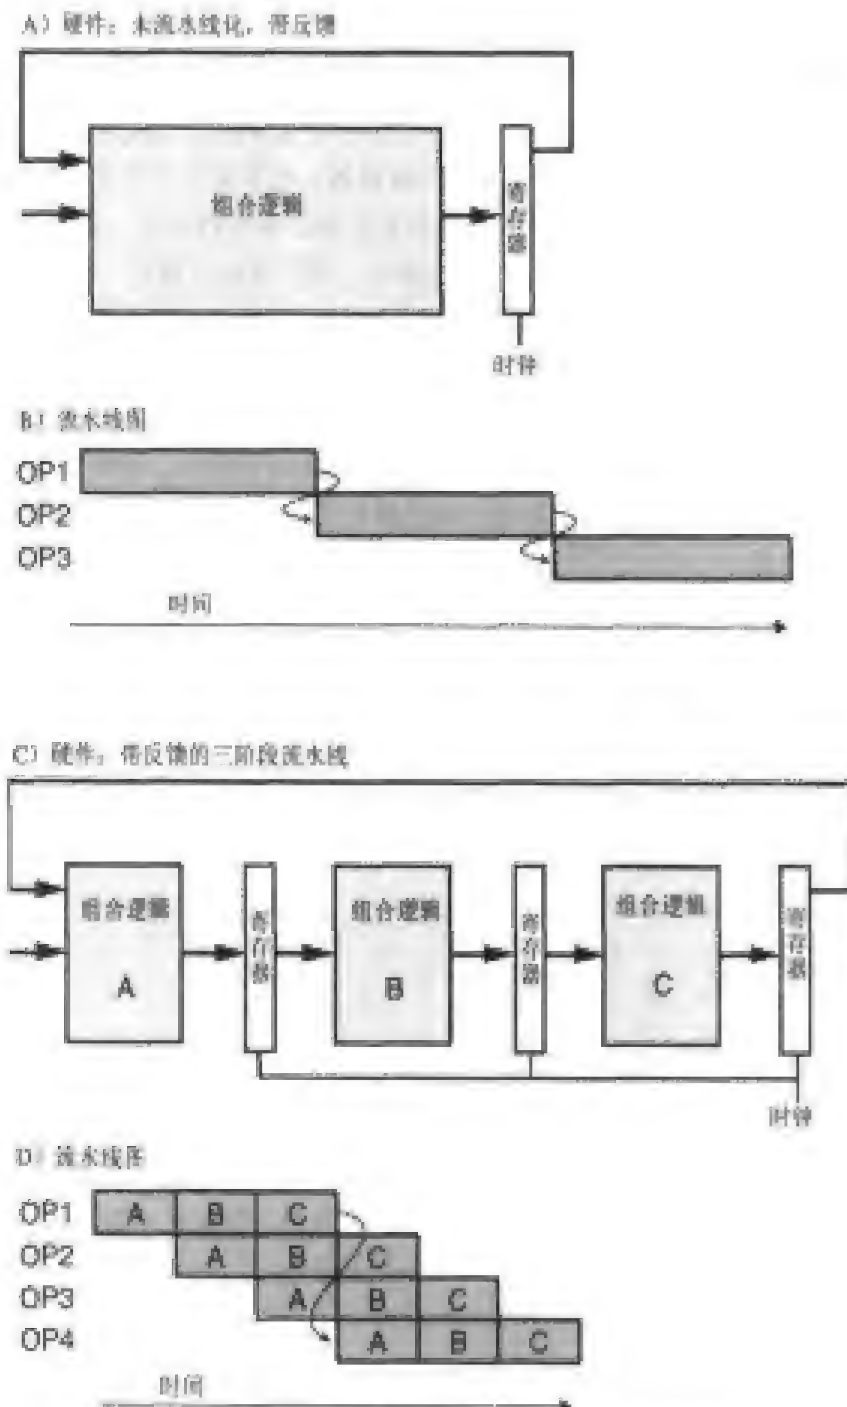 A）硬件：未流水线化，带反馈
组合逻辑
寄存器
时钟
B）流水线图
OP1
OP2
OP3
时间
C）硬件：带反馈的三阶段流水线
组合逻辑
A
寄存器
组合逻辑
B
寄存器
组合逻辑
C
寄存器
时钟
D）流水线图
OP1 A B C
OP2 A B C
OP3 A B C
OP4 A B C
时间